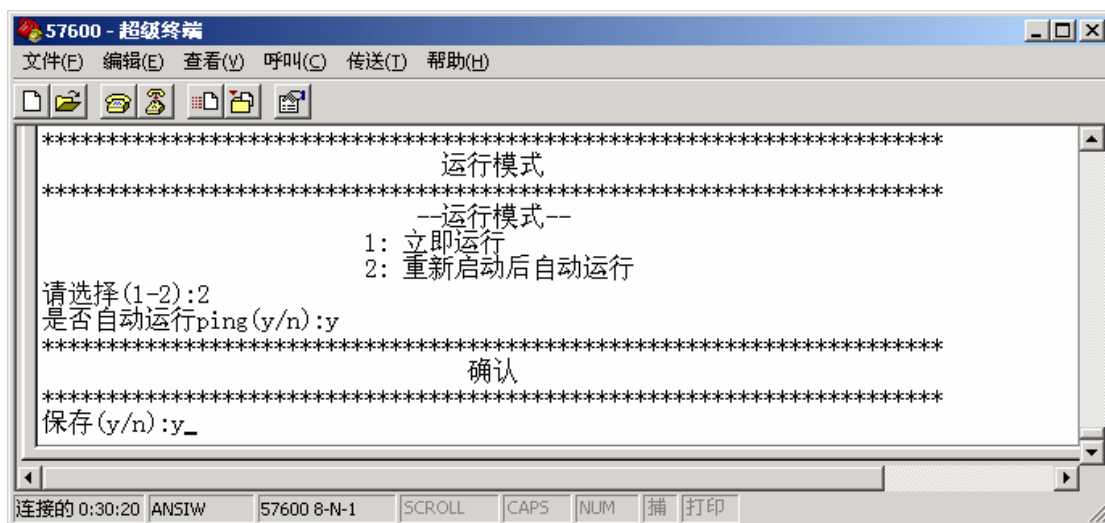 57600 - 超级终端
文件(F) 编辑(E) 查看(V) 呼叫(C) 传送(T) 帮助(H)
**********************************************************************
运行模式
**********************************************************************
--运行模式--
1: 立即运行
2: 重新启动后自动运行
请选择(1-2):2
是否自动运行ping(y/n):y
**********************************************************************
确认
**********************************************************************
保存(y/n):y_
连接的 0:30:20 ANSIW 57600 8-N-1 SCROLL CAPS NUM 捕 打印